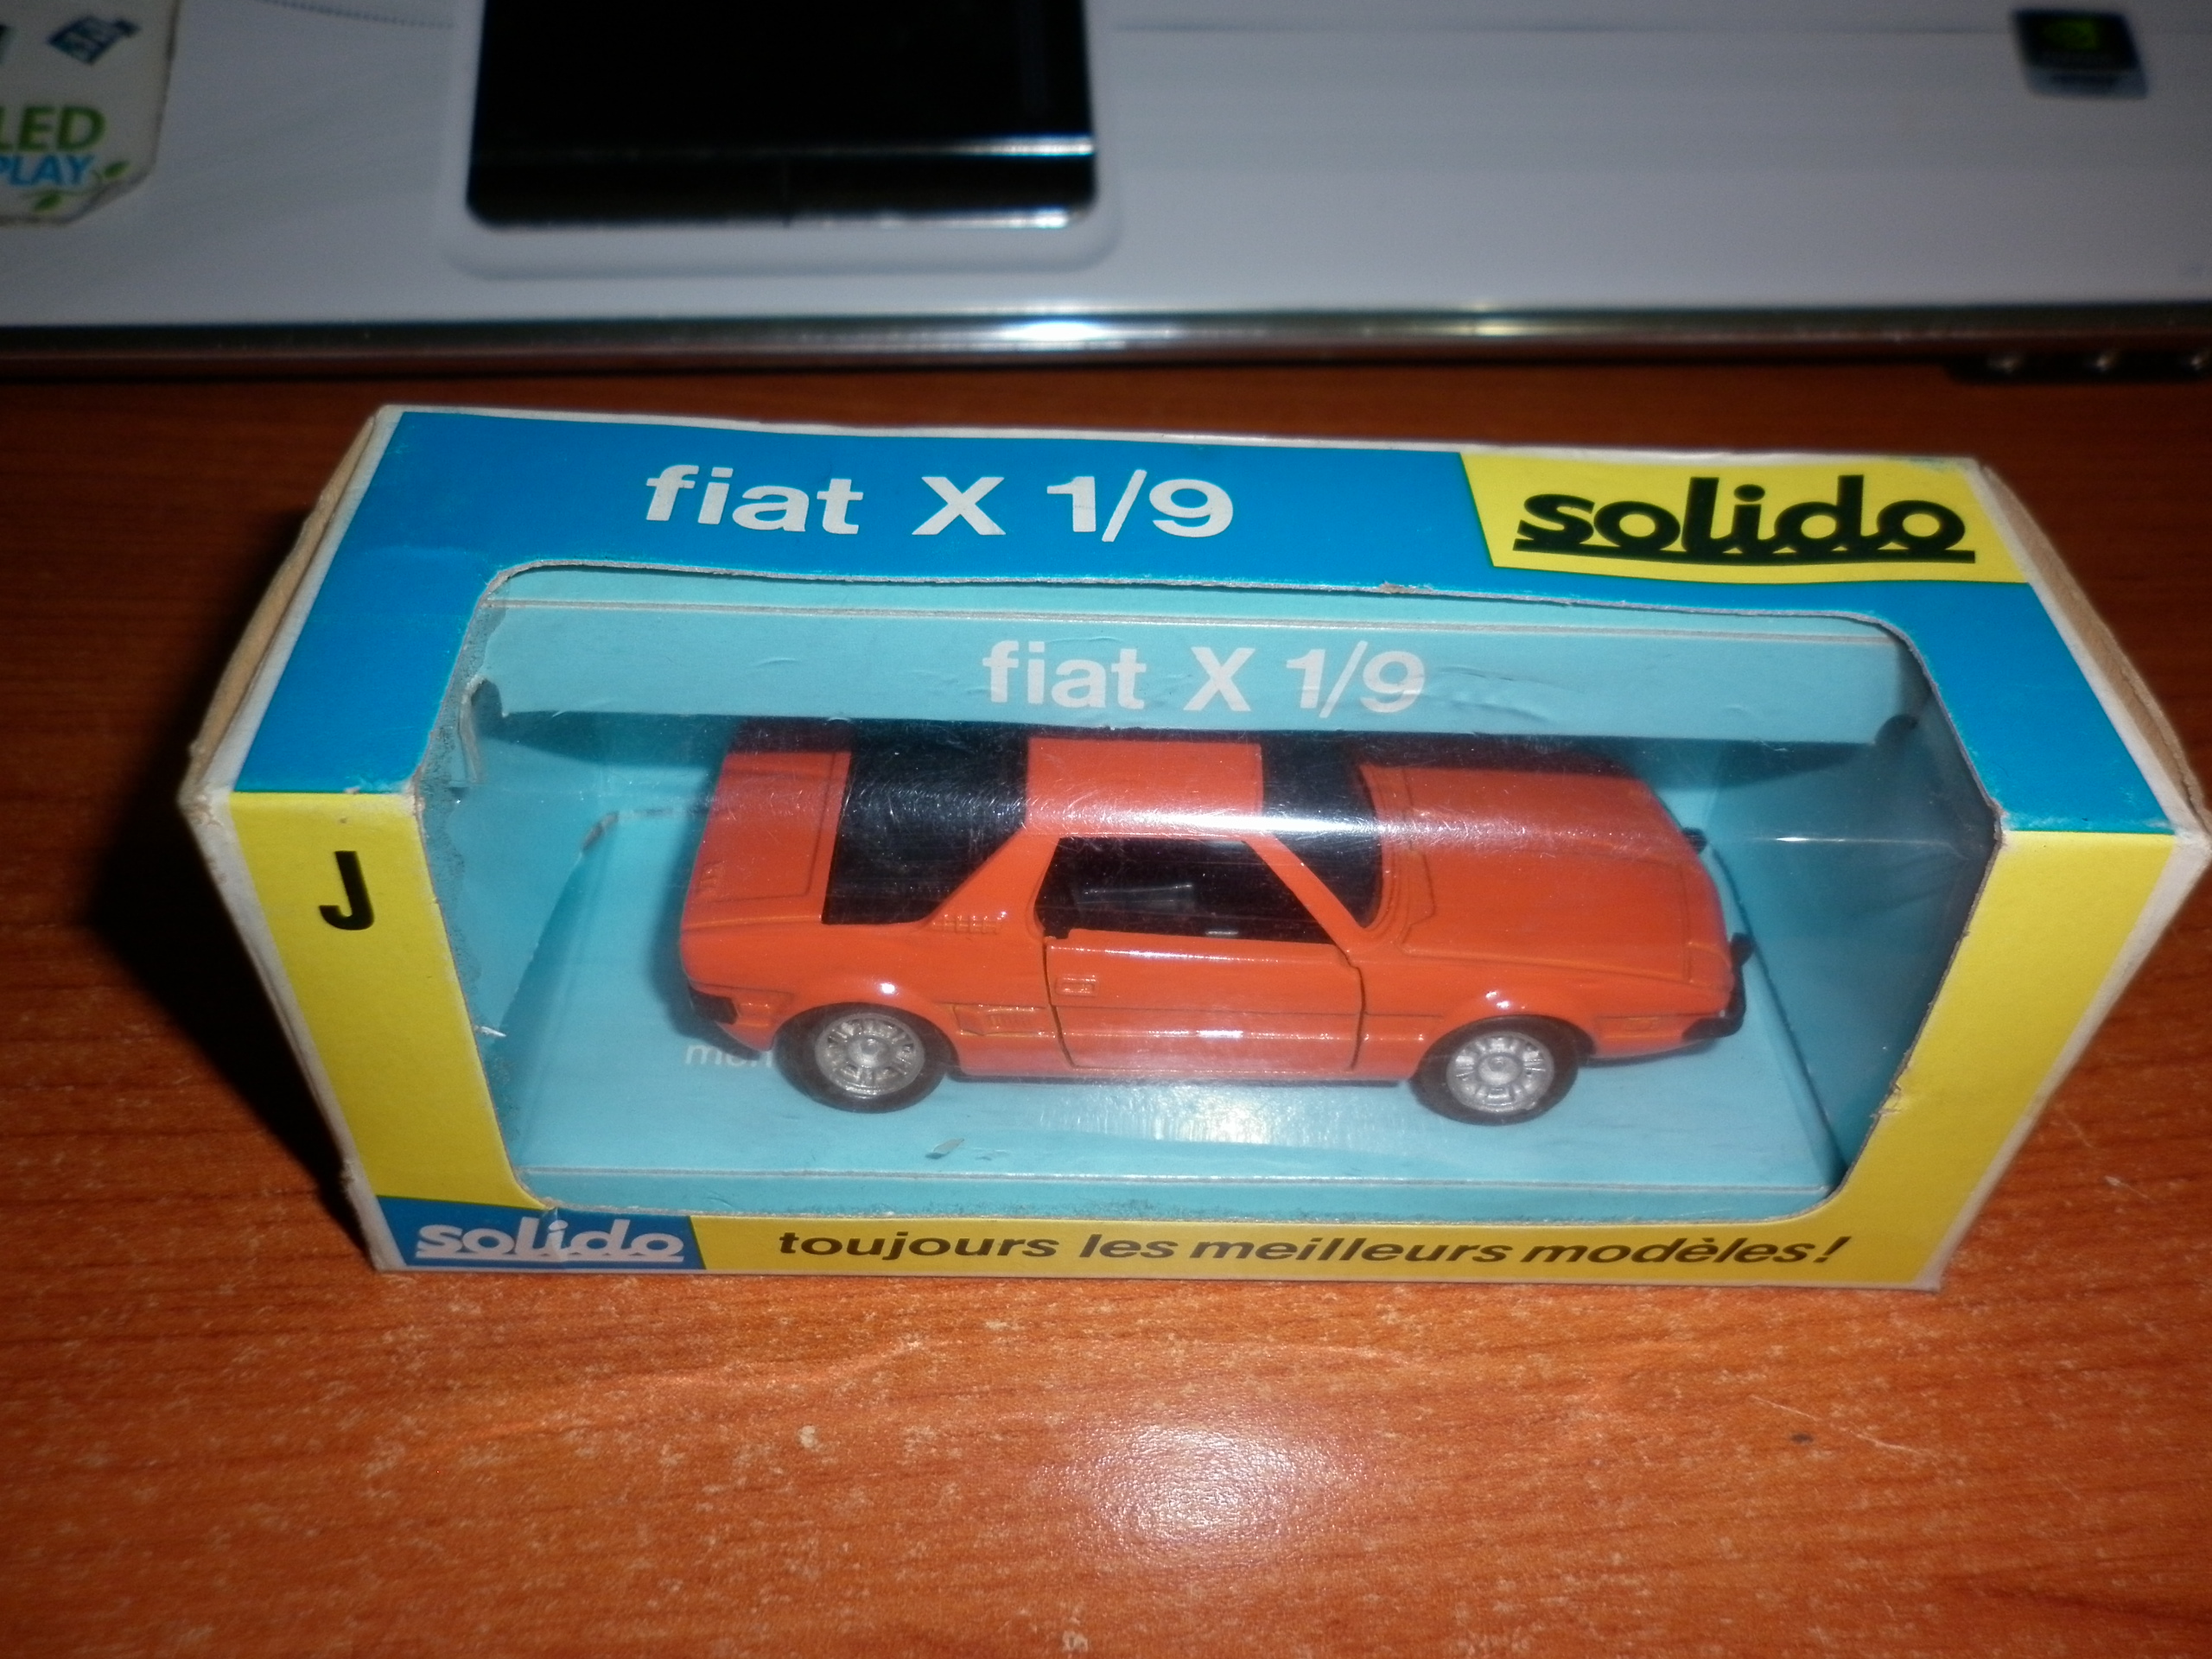 LED
PLAY
fiat X 1/9
solido
fiat X 1/9
J
solido
toujours les meilleurs modèles!